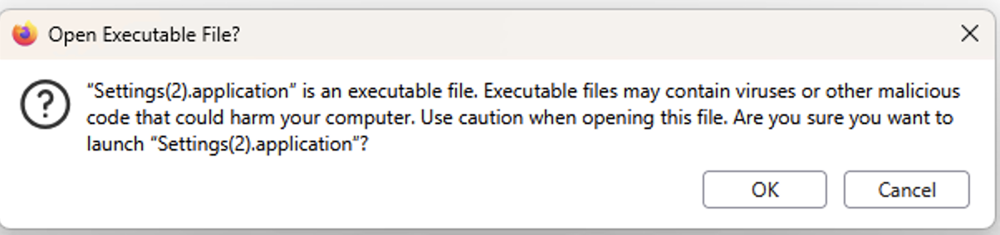 Open Executable File?
"Settings(2).application" is an executable file. Executable files may contain viruses or other malicious
code that could harm your computer. Use caution when opening this file. Are you sure you want to
launch "Settings(2).application"?
OK Cancel